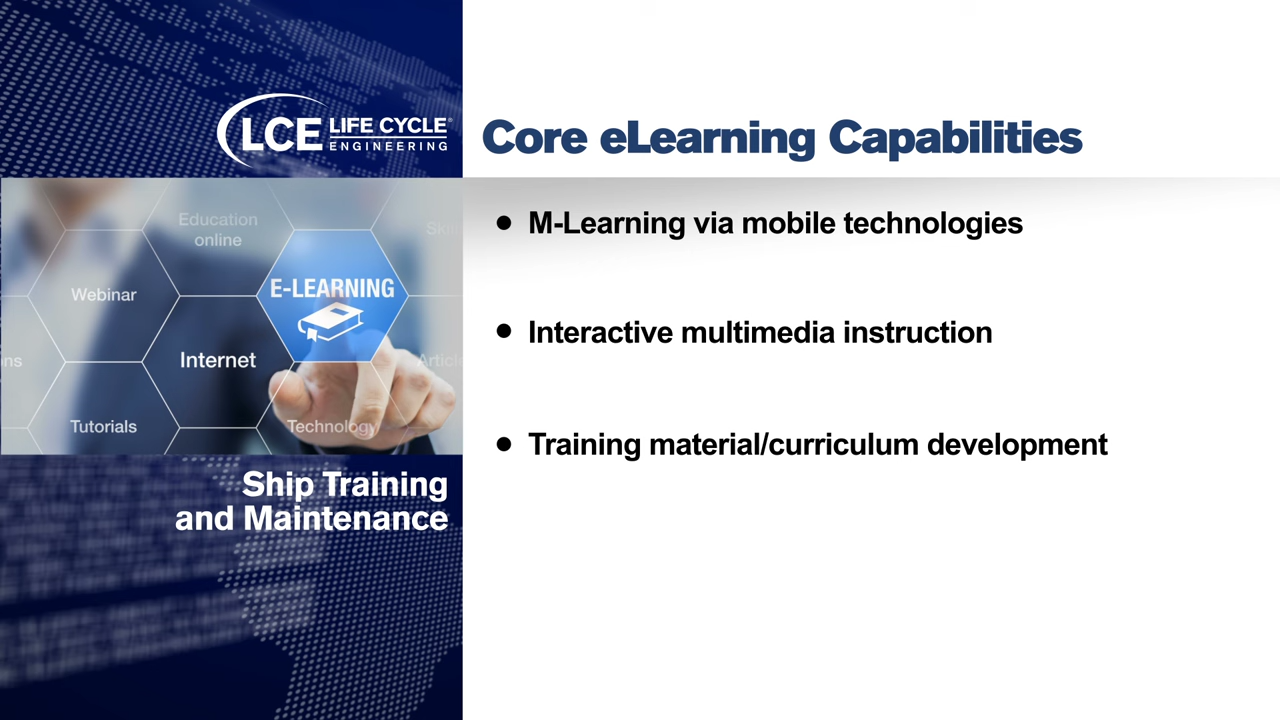 LCE LIFE CYCLE®
ENGINEERING
Core eLearning Capabilities
Education
online
Webinar
E-LEARNING
Internet
Tutorials
Technology
Ship Training
and Maintenance
• M-Learning via mobile technologies
• Interactive multimedia instruction
• Training material/curriculum development